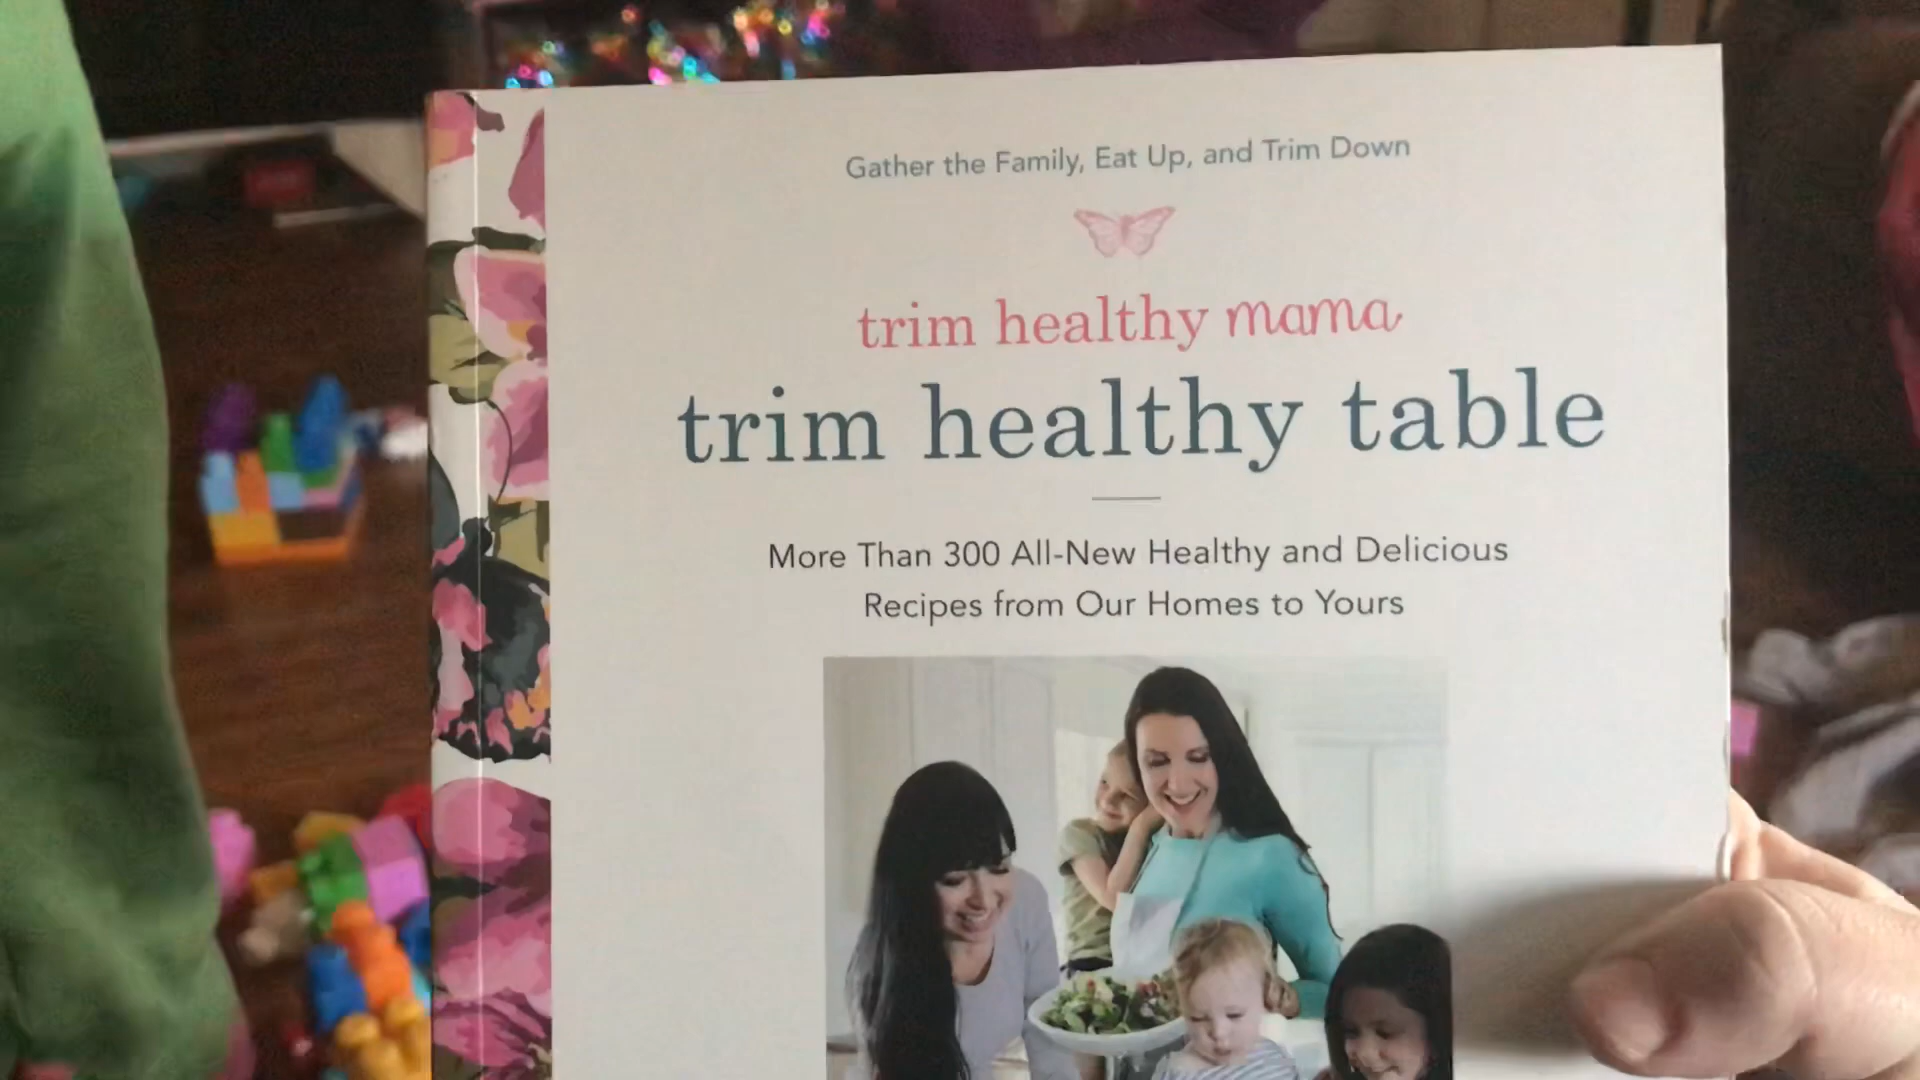 Gather the Family, Eat Up, and Trim Down
trim healthy mama
trim healthy table
More Than 300 All-New Healthy and Delicious
Recipes from Our Homes to Yours